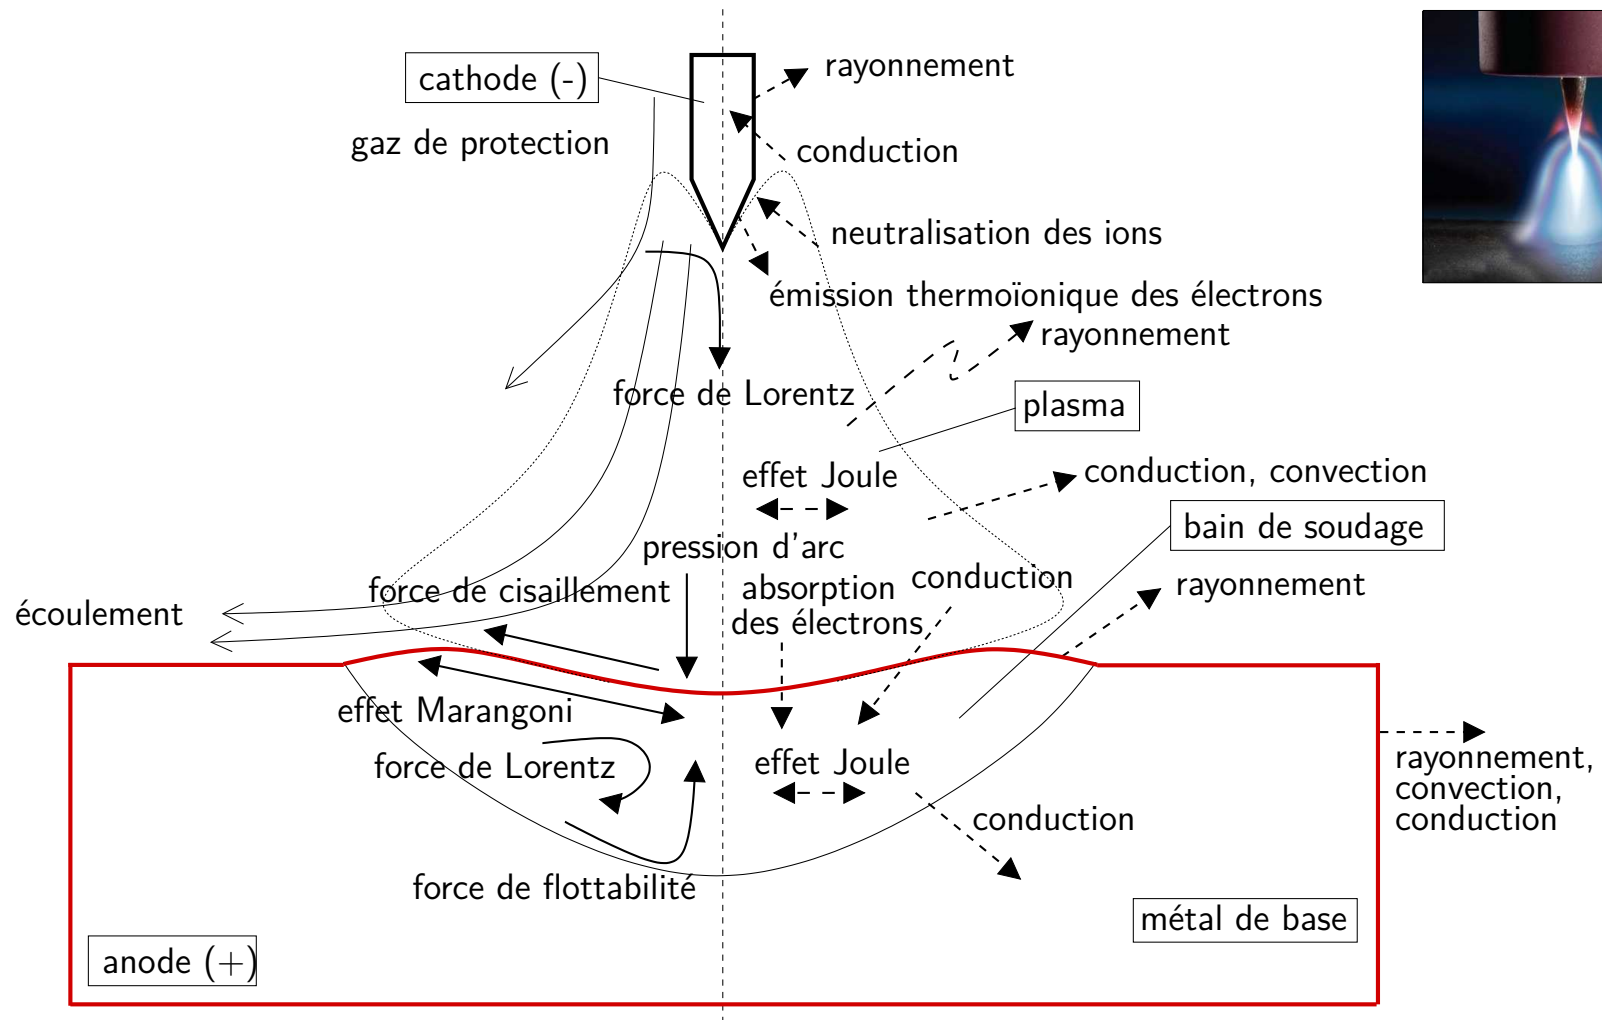 cathode (-)
rayonnement
gaz de protection
conduction
neutralisation des ions
émission thermoïonique des électrons
rayonnement
force de Lorentz
plasma
effet Joule
conduction, convection
bain de soudage
pression d'arc
force de cisaillement
absorption
des électrons
conduction
rayonnement
écoulement
effet Marangoni
force de Lorentz
effet Joule
rayonnement,
convection,
conduction
conduction
force de flottabilité
métal de base
anode (+)